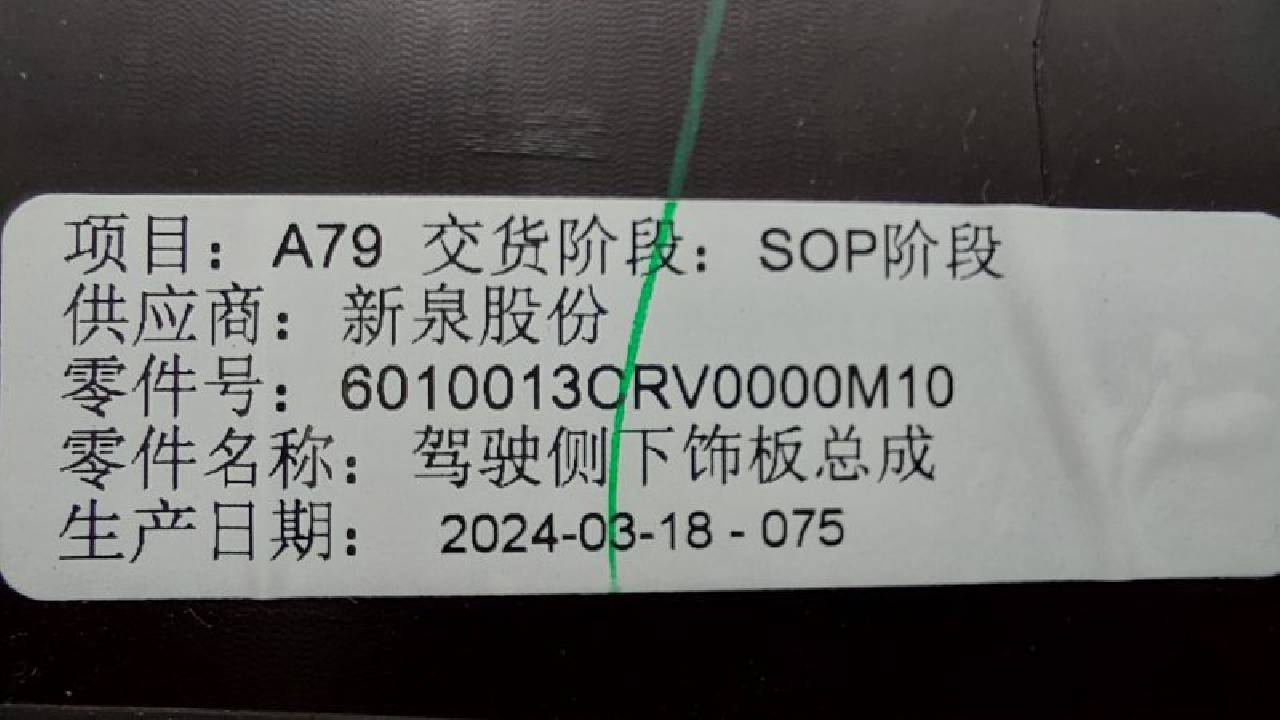 项目：A79 交货阶段：SOP阶段
供应商：新泉股份
零件号：6010013CRV0000M10
零件名称：驾驶侧下饰板总成
生产日期： 2024-03-18 - 075